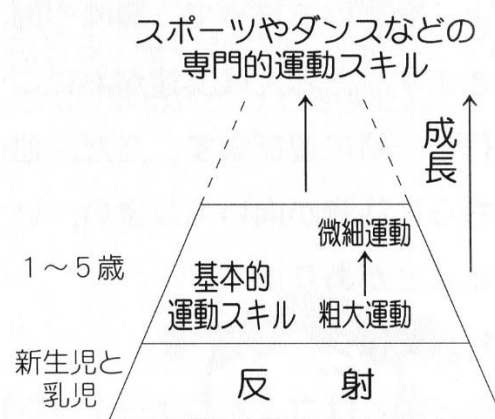 スポーツやダンスなどの
専門的運動スキル
成長
微細運動
1～5歳
基本的
運動スキル
粗大運動
新生児と
乳児
反射